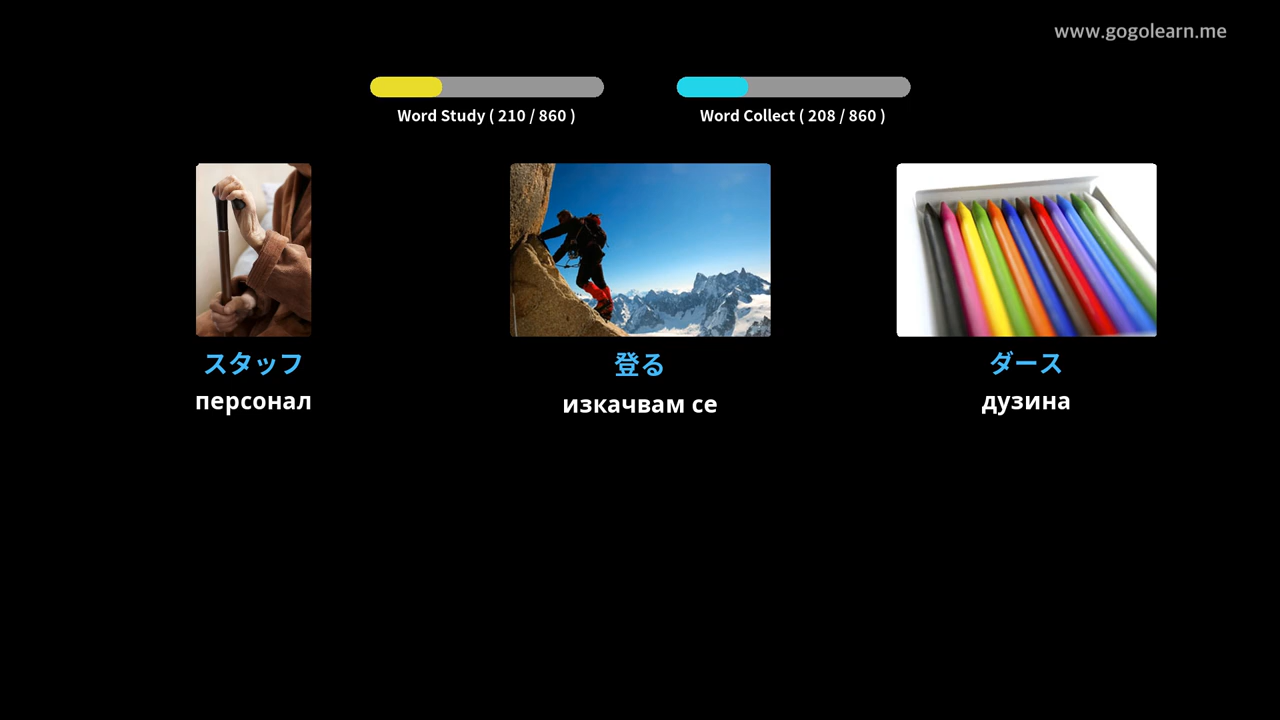 www.gogolearn.me
Word Study ( 210 / 860 )
Word Collect ( 208 / 860 )
スタッフ
персонал
登る
изкачвам се
ダース
дузина